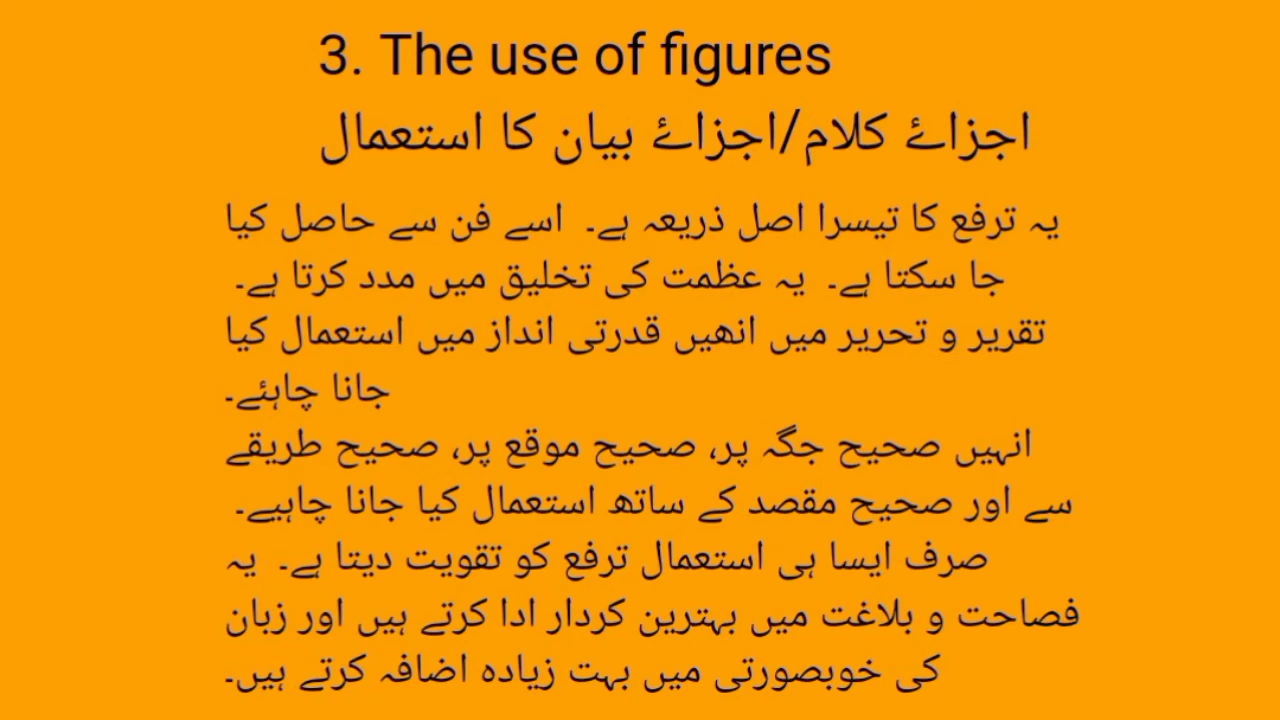 3. The use of figures
اجزائے کلام/اجزائے بیان کا استعمال
یہ ترفع کا تیسرا اصل ذریعہ ہے۔ اسے فن سے حاصل کیا
جا سکتا ہے۔ یہ عظمت کی تخلیق میں مدد کرتا ہے۔
تقریر و تحریر میں انھیں قدرتی انداز میں استعمال کیا
جانا چاہئے۔
انہیں صحیح جگہ پر، صحیح موقع پر، صحیح طریقے
سے اور صحیح مقصد کے ساتھ استعمال کیا جانا چاہیے۔
صرف ایسا ہی استعمال ترفع کو تقویت دیتا ہے۔ یہ
فصاحت و بلاغت میں بہترین کردار ادا کرتے ہیں اور زبان
کی خوبصورتی میں بہت زیادہ اضافہ کرتے ہیں۔